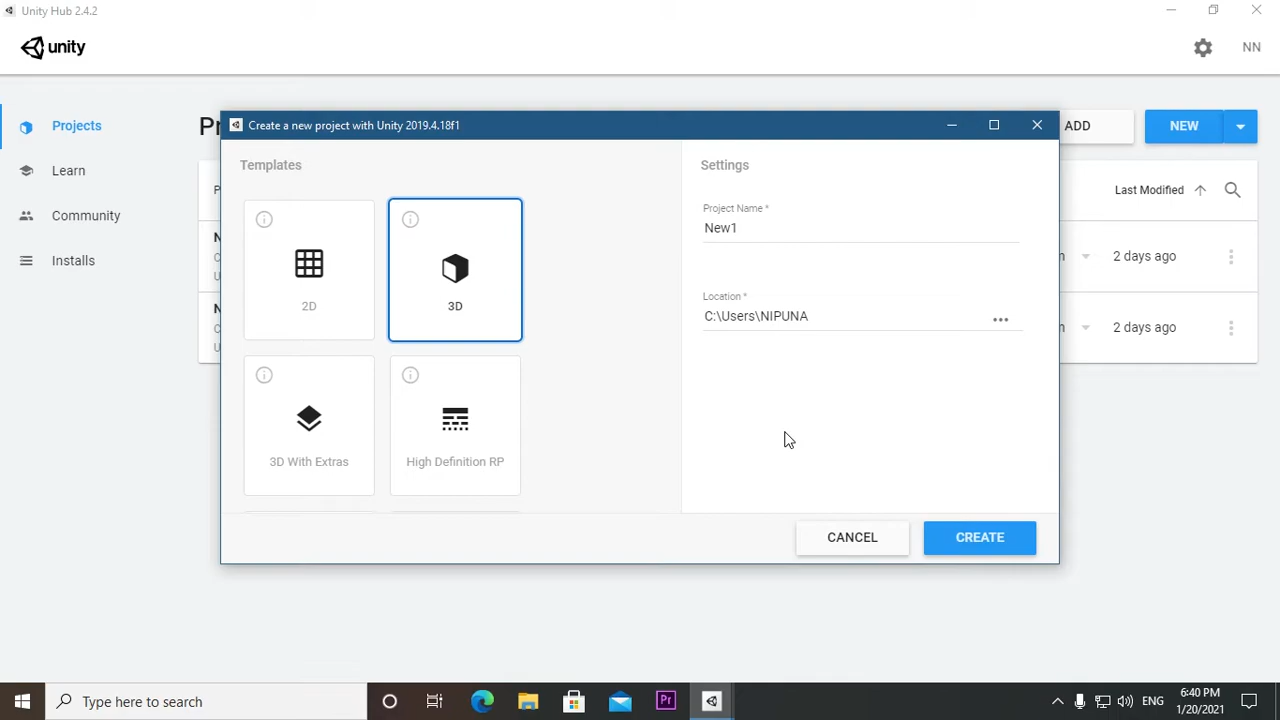 Unity Hub 2.4.2
unity
NN
Projects
Learn
Community
Installs
Pr
ADD
NEW
Create a new project with Unity 2019.4.18f1
Templates
Settings
2D
3D
3D With Extras
High Definition RP
Project Name *
New1
Location *
C:\Users\NIPUNA
...
CANCEL
CREATE
P
Last Modified
N
C
U
n
2 days ago
N
C
U
n
2 days ago
Type here to search
Pr
ENG
6:40 PM
1/20/2021